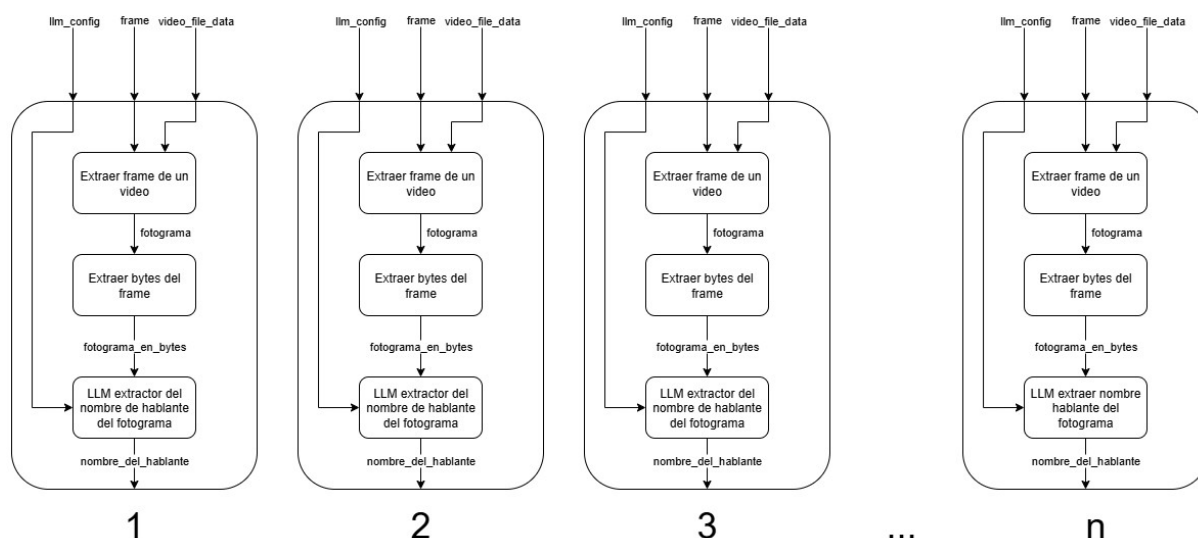 llm_config frame video_file_data
Extraer frame de un
video
fotograma
Extraer bytes del
frame
fotograma_en_bytes
LLM extractor del
nombre de hablante
del fotograma
nombre_del_hablante
1
llm_config frame video_file_data
Extraer frame de un
video
fotograma
Extraer bytes del
frame
fotograma_en_bytes
LLM extractor del
nombre de hablante
del fotograma
nombre_del_hablante
2
llm_config frame video_file_data
Extraer frame de un
video
fotograma
Extraer bytes del
frame
fotograma_en_bytes
LLM extractor del
nombre de hablante
del fotograma
nombre_del_hablante
3
...
llm_config frame video_file_data
Extraer frame de un
video
fotograma
Extraer bytes del
frame
fotograma_en_bytes
LLM extraer nombre
hablante del
fotograma
nombre_del_hablante
n